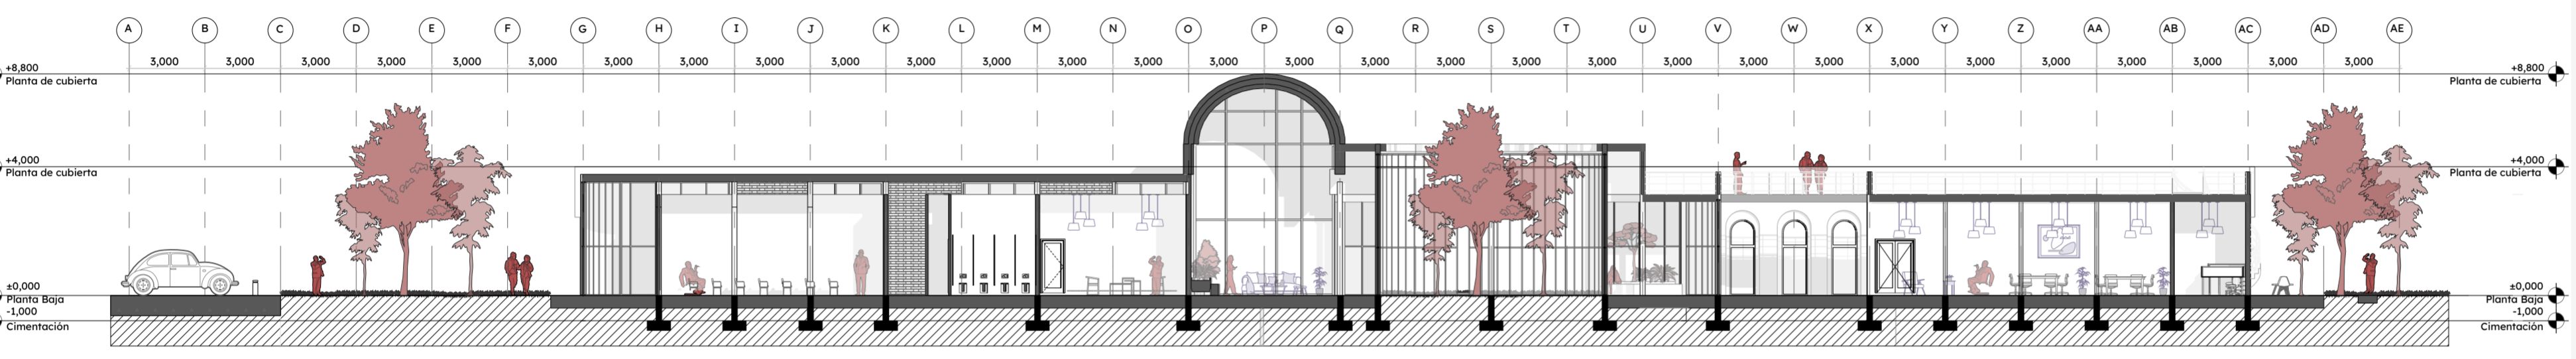 A B C D E F G H I J K L M N O P Q R S T U V W X Y Z AA AB AC AD AE
3,000 3,000 3,000 3,000 3,000 3,000 3,000 3,000 3,000 3,000 3,000 3,000 3,000 3,000 3,000 3,000 3,000 3,000 3,000 3,000 3,000 3,000 3,000 3,000 3,000 3,000 3,000 3,000 3,000 3,000
+8,800
Planta de cubierta
+8,800
Planta de cubierta
+4,000
Planta de cubierta
+4,000
Planta de cubierta
±0,000
Planta Baja
-1,000
Cimentación
±0,000
Planta Baja
-1,000
Cimentación